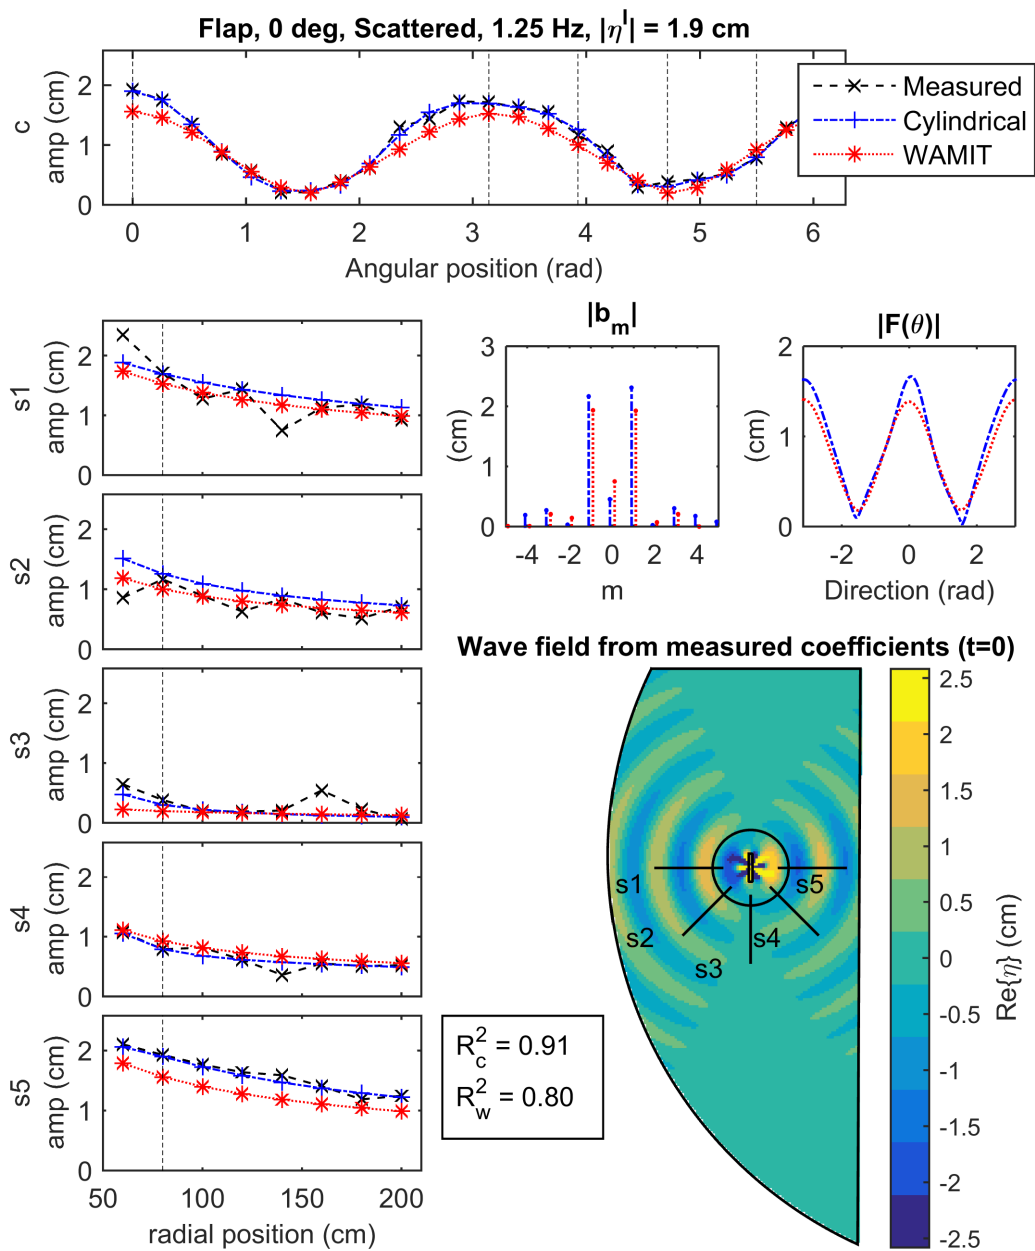 Flap, 0 deg, Scattered, 1.25 Hz, |η^I| = 1.9 cm
c
amp (cm)
2
1
0
0 1 2 3 4 5 6
Angular position (rad)
Measured
Cylindrical
WAMIT
s1
amp (cm)
2
1
0
s2
amp (cm)
2
1
0
s3
amp (cm)
2
1
0
s4
amp (cm)
2
1
0
s5
amp (cm)
2
1
0
50 100 150 200
radial position (cm)
|b_m|
(cm)
3
2
1
0
-4 -2 0 2 4
m
|F(θ)|
(cm)
2
1
0
-2 0 2
Direction (rad)
Wave field from measured coefficients (t=0)
s1
s2
s3
s4
s5
2.5
2
1.5
1
0.5
0
-0.5
-1
-1.5
-2
-2.5
Re{η} (cm)
R²_c = 0.91
R²_w = 0.80